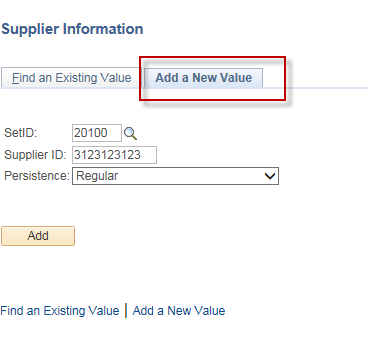 Supplier Information
Find an Existing Value Add a New Value
SetID: 20100
Supplier ID: 3123123123
Persistence: Regular
Add
Find an Existing Value | Add a New Value